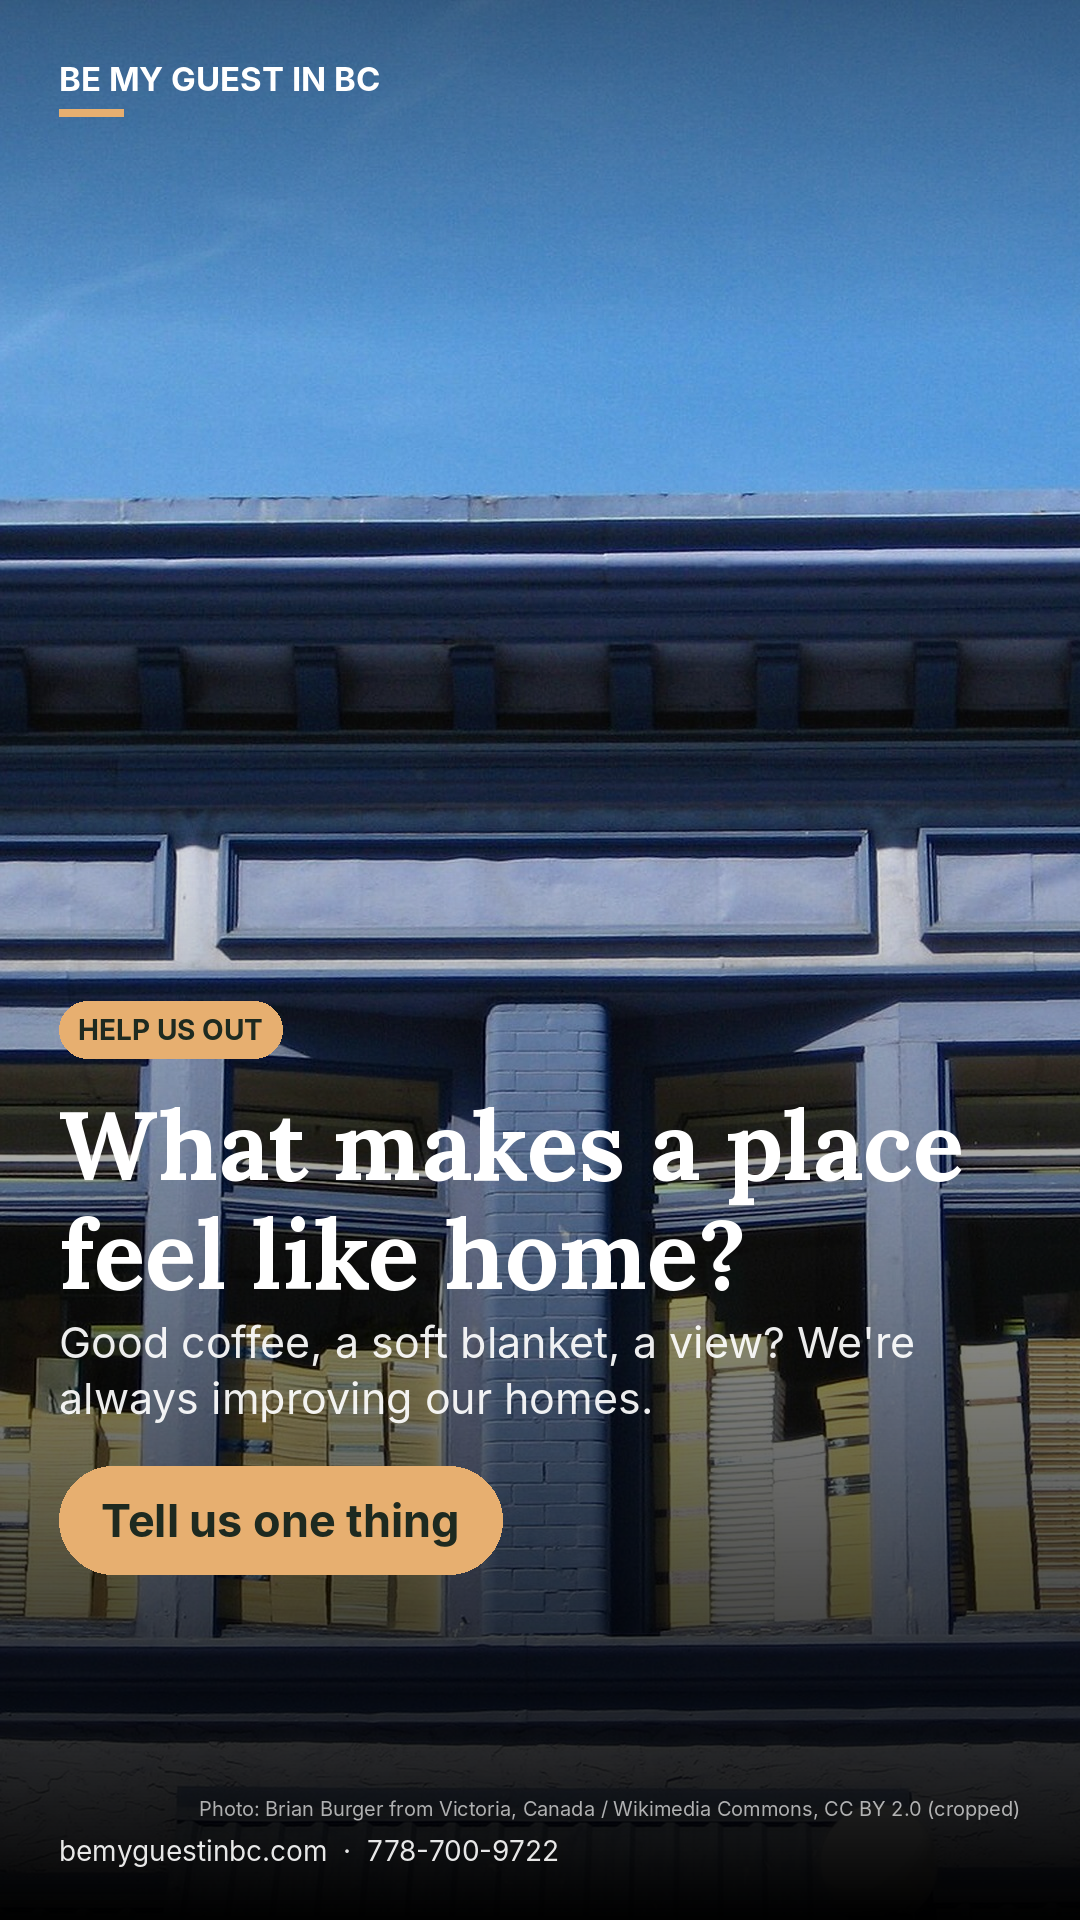 BE MY GUEST IN BC
HELP US OUT
What makes a place
feel like home?
Good coffee, a soft blanket, a view? We're
always improving our homes.
Tell us one thing
Photo: Brian Burger from Victoria, Canada / Wikimedia Commons, CC BY 2.0 (cropped)
bemyguestinbc.com · 778-700-9722